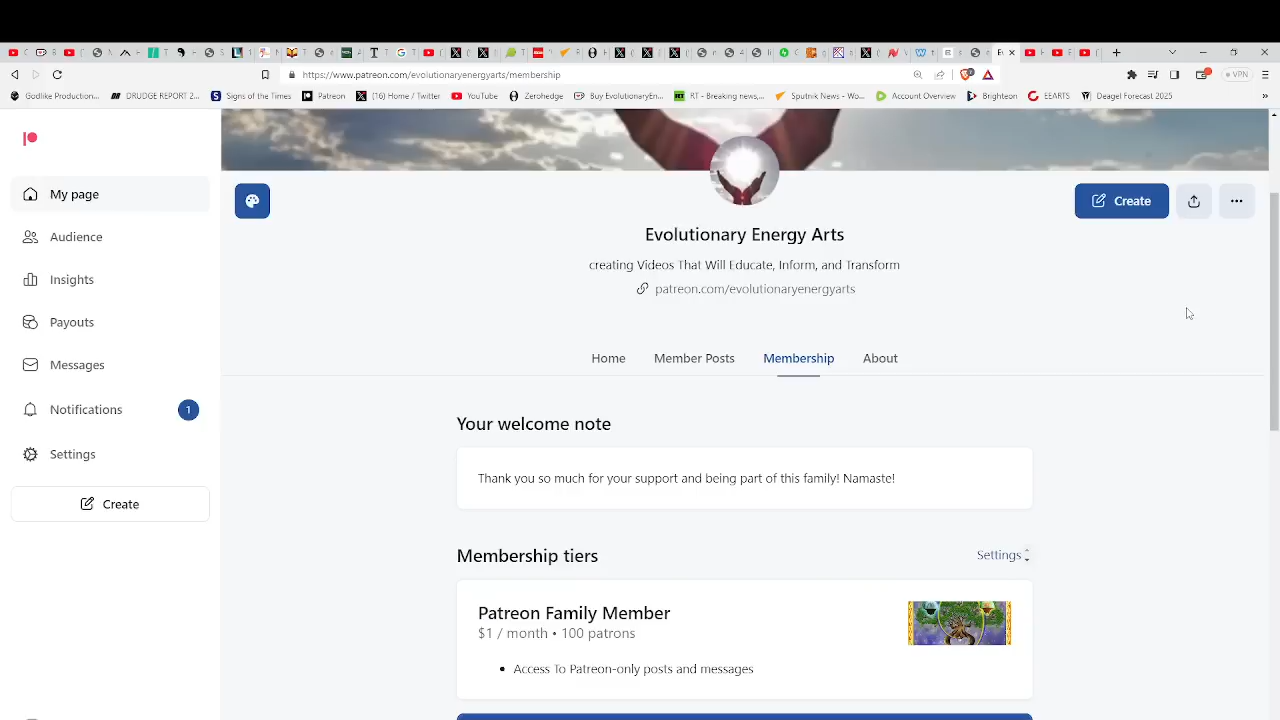 https://www.patreon.com/evolutionaryenergyarts/membership
VPN
Godlike Production...
DRUDGE REPORT 2...
Signs of the Times
Patreon
(16) Home / Twitter
YouTube
Zerohedge
Buy EvolutionaryEn...
RT - Breaking news,...
Sputnik News - Wo...
Account Overview
Brighteon
EEARTS
Deagel Forecast 2025
My page
Audience
Insights
Payouts
Messages
Notifications
1
Settings
Create
Create
Evolutionary Energy Arts
creating Videos That Will Educate, Inform, and Transform
patreon.com/evolutionaryenergyarts
Home
Member Posts
Membership
About
Your welcome note
Thank you so much for your support and being part of this family! Namaste!
Membership tiers
Settings
Patreon Family Member
$1 / month • 100 patrons
• Access To Patreon-only posts and messages